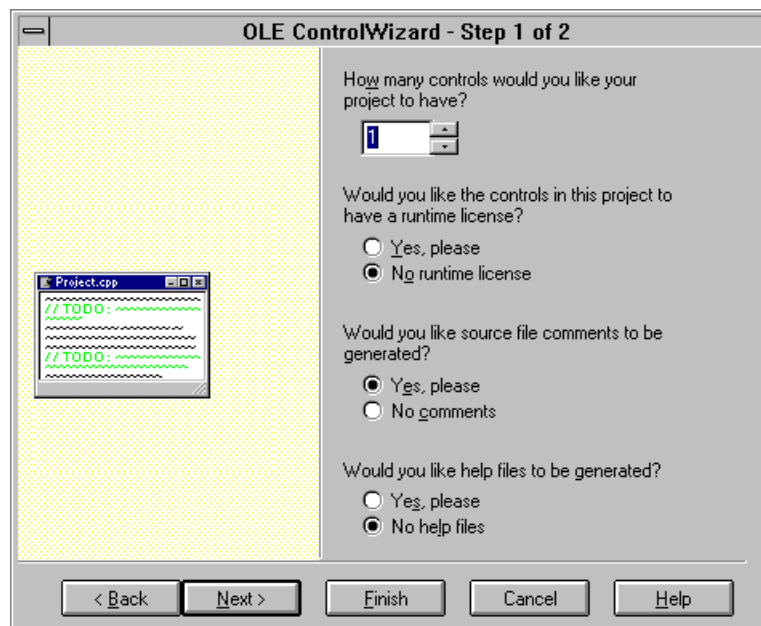 OLE ControlWizard - Step 1 of 2
How many controls would you like your
project to have?
1
Would you like the controls in this project to
have a runtime license?
Yes, please
No runtime license
Project.cpp
// TODO:
// TODO:
Would you like source file comments to be
generated?
Yes, please
No comments
Would you like help files to be generated?
Yes, please
No help files
< Back
Next >
Finish
Cancel
Help